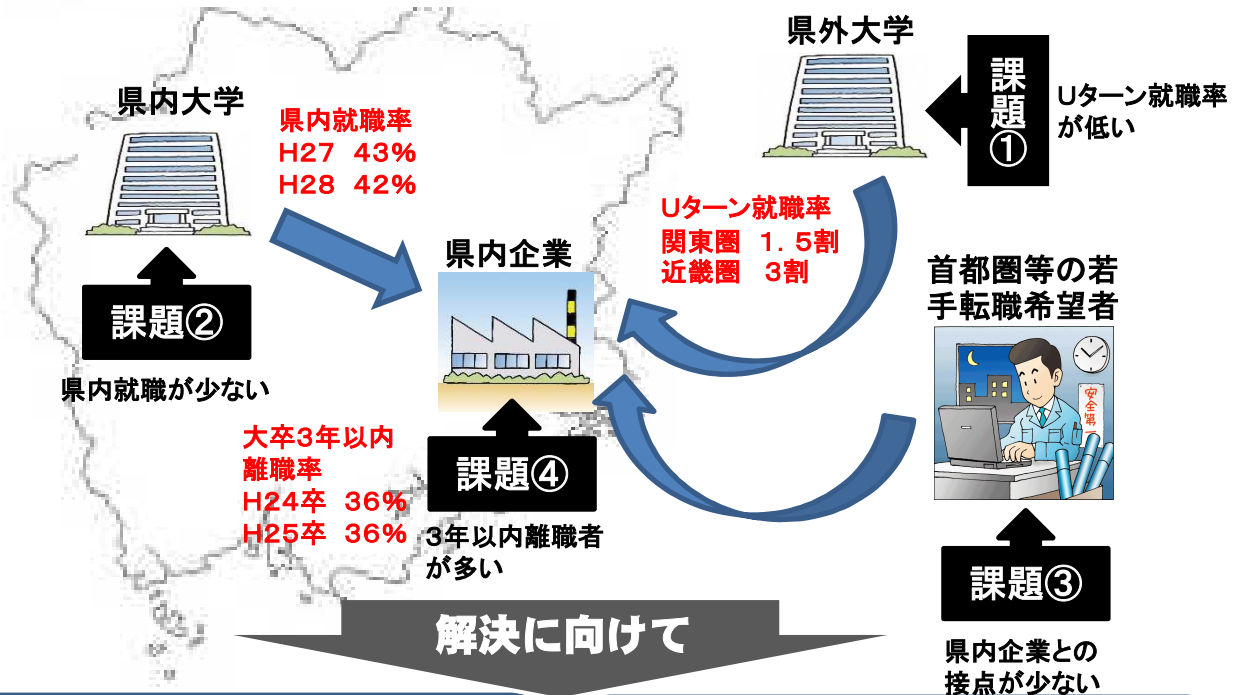 県外大学
課題①
Uターン就職率
が低い
県内大学
県内就職率
H27 43%
H28 42%
課題②
県内就職が少ない
県内企業
Uターン就職率
関東圏 1.5割
近畿圏 3割
首都圏等の若
手転職希望者
安全第一
大卒3年以内
離職率
H24卒 36%
H25卒 36%
課題④
3年以内離職者
が多い
課題③
県内企業との
接点が少ない
解決に向けて